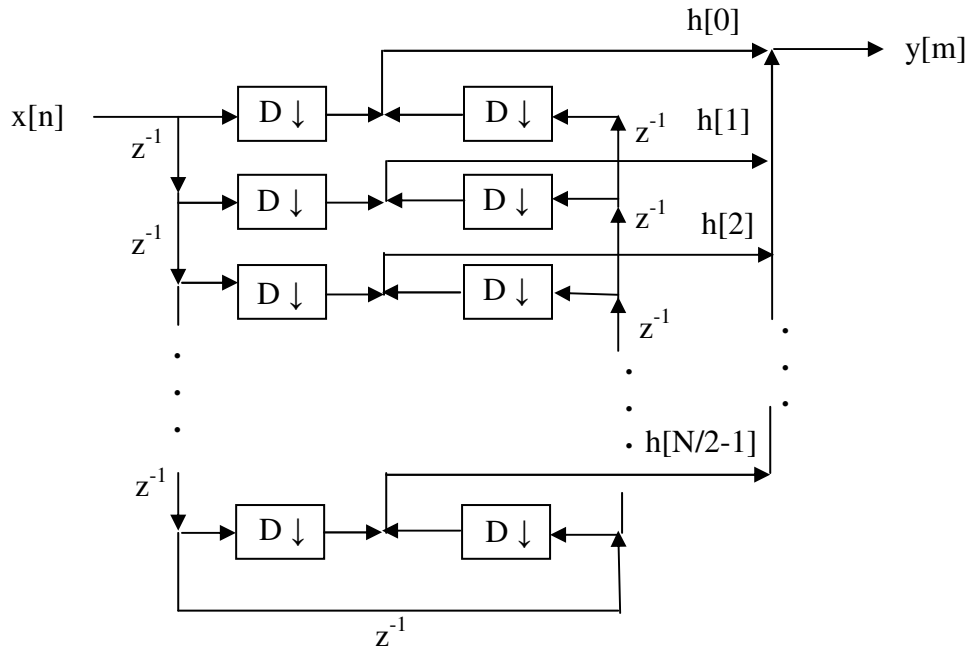 h[0]
y[m]
x[n]
D ↓
D ↓
z⁻¹
z⁻¹
h[1]
D ↓
D ↓
z⁻¹
z⁻¹
h[2]
D ↓
D ↓
z⁻¹
h[N/2-1]
z⁻¹
D ↓
D ↓
z⁻¹